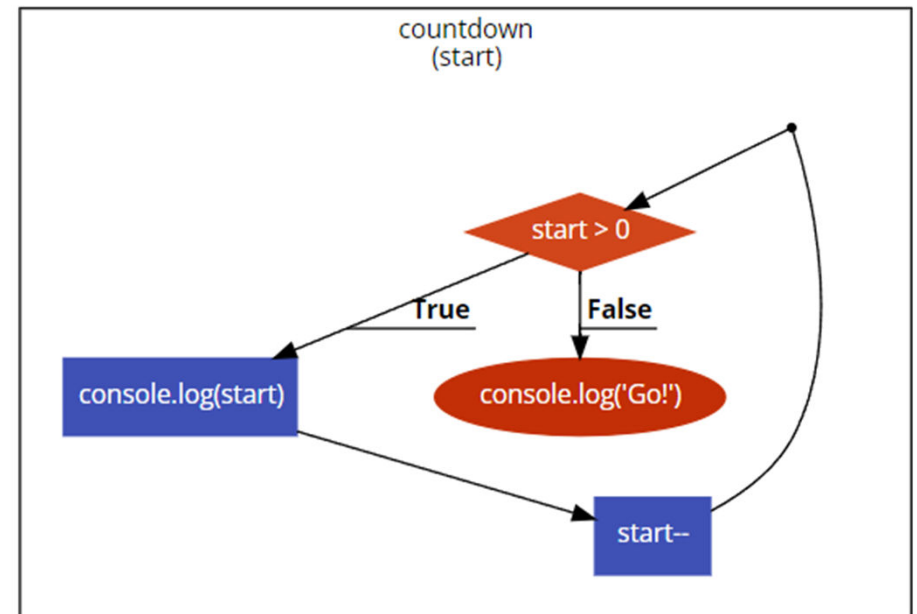 countdown
(start)
start > 0
True
False
console.log(start)
console.log('Go!')
start--